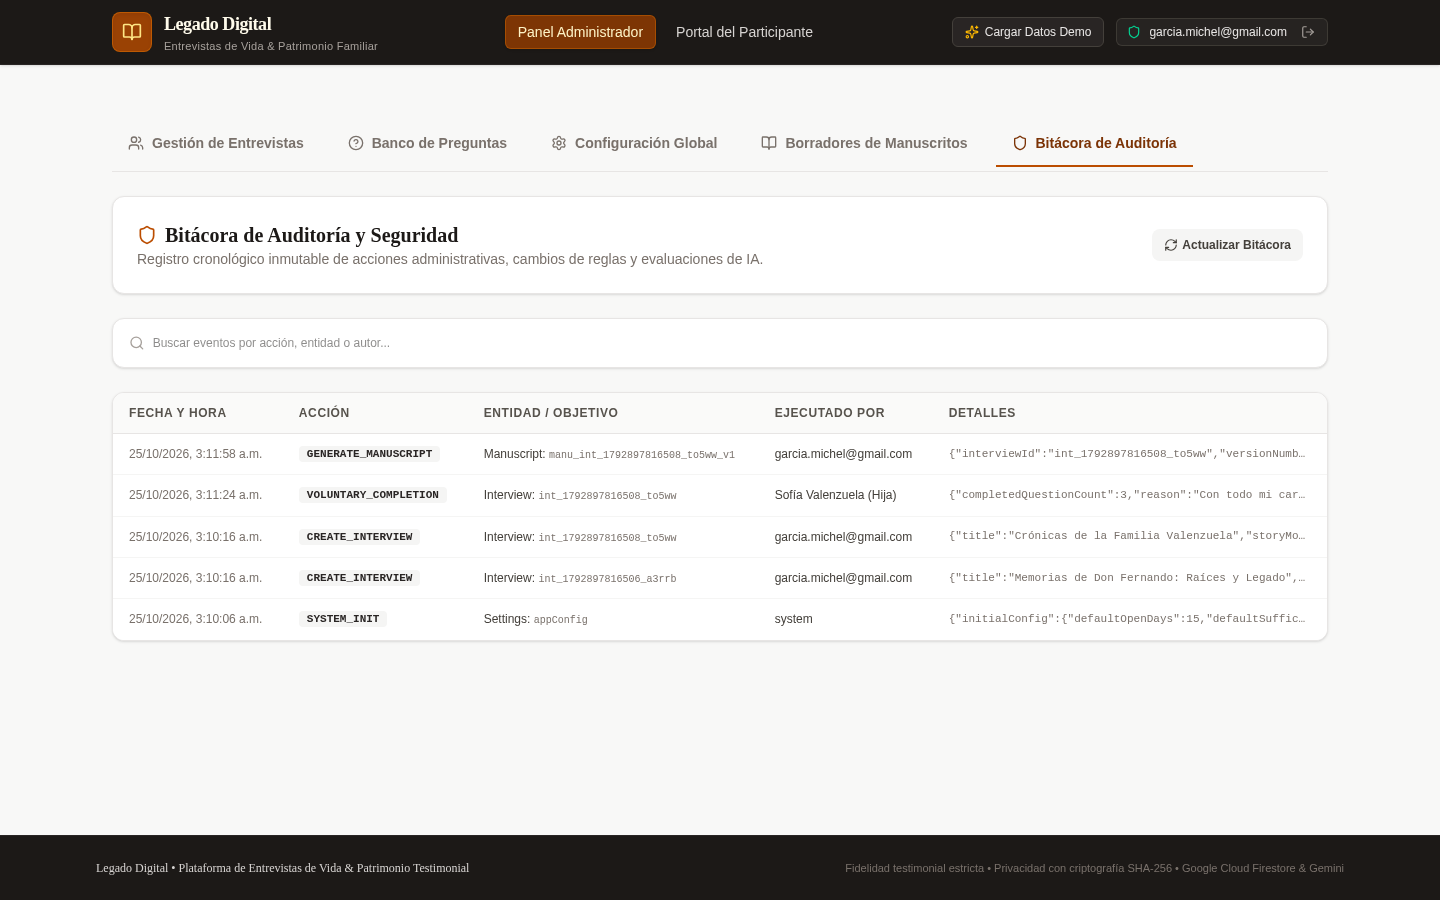 Legado Digital
Entrevistas de Vida & Patrimonio Familiar
Panel Administrador
Portal del Participante
Cargar Datos Demo
garcia.michel@gmail.com
Gestión de Entrevistas
Banco de Preguntas
Configuración Global
Borradores de Manuscritos
Bitácora de Auditoría
Bitácora de Auditoría y Seguridad
Registro cronológico inmutable de acciones administrativas, cambios de reglas y evaluaciones de IA.
Actualizar Bitácora
Buscar eventos por acción, entidad o autor...
FECHA Y HORA ACCIÓN ENTIDAD / OBJETIVO EJECUTADO POR DETALLES
25/10/2026, 3:11:58 a.m. GENERATE_MANUSCRIPT Manuscript: manu_int_1792897816508_to5ww_v1 garcia.michel@gmail.com {"interviewId":"int_1792897816508_to5ww","versionNumb…
25/10/2026, 3:11:24 a.m. VOLUNTARY_COMPLETION Interview: int_1792897816508_to5ww Sofía Valenzuela (Hija) {"completedQuestionCount":3,"reason":"Con todo mi car…
25/10/2026, 3:10:16 a.m. CREATE_INTERVIEW Interview: int_1792897816508_to5ww garcia.michel@gmail.com {"title":"Crónicas de la Familia Valenzuela","storyMo…
25/10/2026, 3:10:16 a.m. CREATE_INTERVIEW Interview: int_1792897816506_a3rrb garcia.michel@gmail.com {"title":"Memorias de Don Fernando: Raíces y Legado",…
25/10/2026, 3:10:06 a.m. SYSTEM_INIT Settings: appConfig system {"initialConfig":{"defaultOpenDays":15,"defaultSuffic…
Legado Digital • Plataforma de Entrevistas de Vida & Patrimonio Testimonial
Fidelidad testimonial estricta • Privacidad con criptografía SHA-256 • Google Cloud Firestore & Gemini